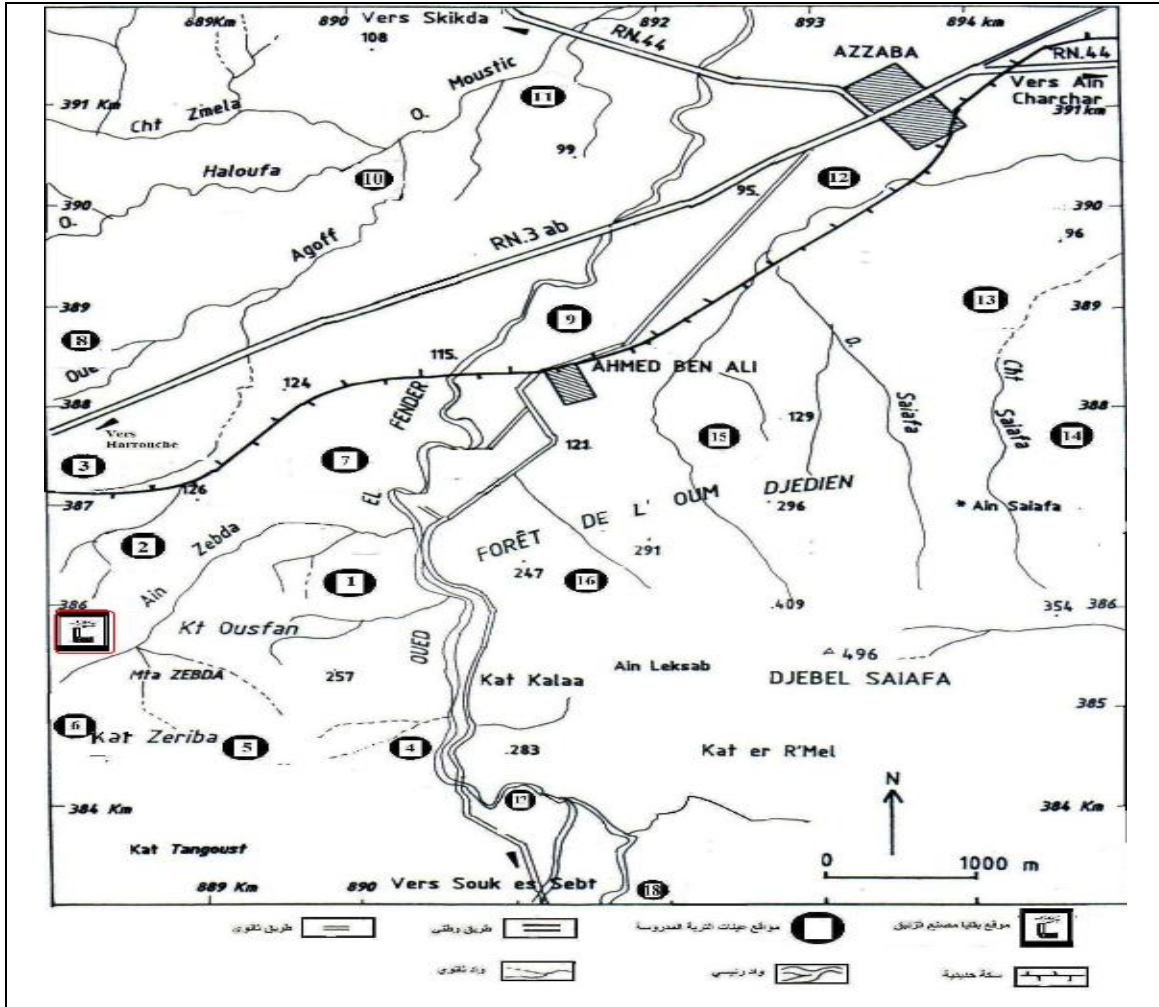 889Km 890 Vers Skikda 892 893 894 km
108
RN.44
AZZABA
RN.44
Vers Ain
Charchar
Moustic
O.
11
391 Km
391 km
Cht Zmela
99
Haloufa
10
12
95.
390
O.
390
Agoff
RN.3 ab
96
13
389
9
389
8
Oue
115.
AHMED BEN ALI
O.
124
FENDER
388
Saiafa
Cht Saiafa
388
129
Vers
Harrouche
15
14
121
3
7
EL
DJEDIEN
387
126
296
* Ain Saiafa
FORÊT DE L' OUM
2
Ain Zebda
291
1
247
16
386
409
354 386
Kt Ousfan
OUED
496
Ain Leksab
Mta ZEBDA
257
Kat Kalaa
DJEBEL SAIAFA
385
6
Kat Zeriba
5
4
.283
Kat er R'Mel
N
17
384 Km
384 Km
Kat Tangoust
0 1000 m
889 Km 890 Vers Souk es Sebt
18
موقع بقايا مصنع الزئبق
مواقع عينات التربة المدروسة
طريق وطني
طريق ثانوي
سكة حديدية
واد رئيسي
واد ثانوي